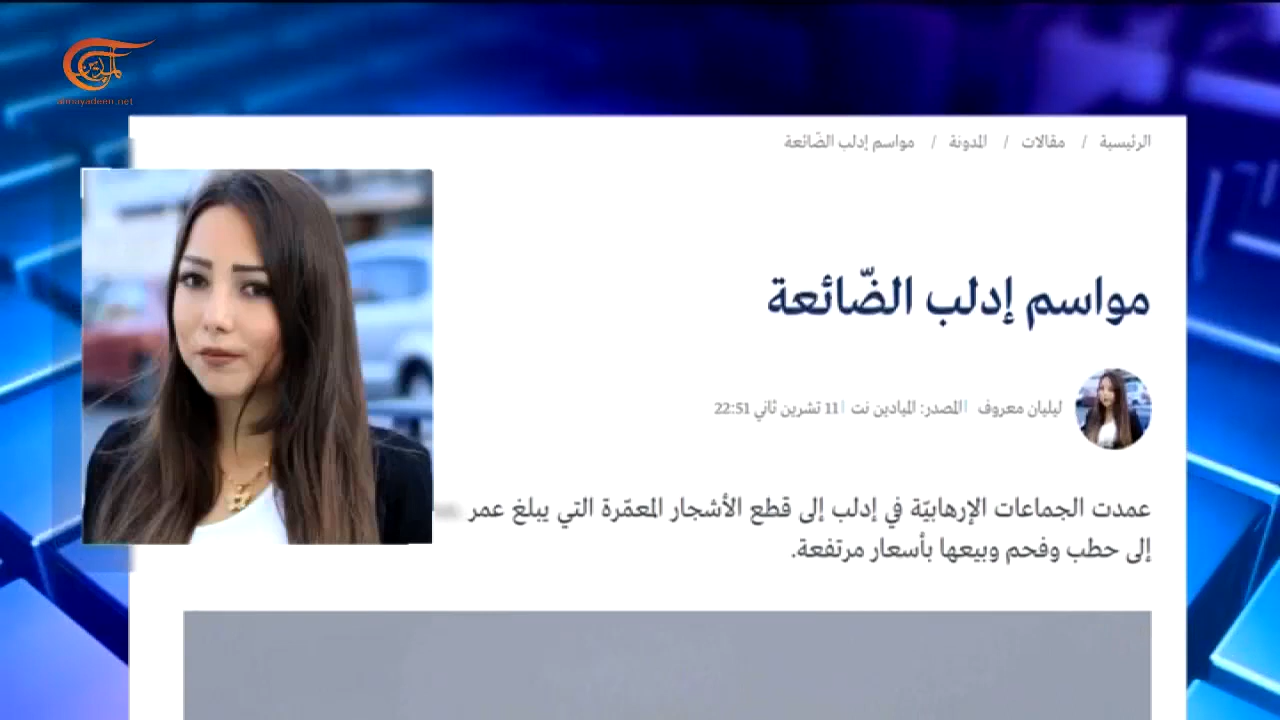 الميادين
almayadeen.net
الرئيسية / مقالات / المدونة / مواسم إدلب الضّائعة
مواسم إدلب الضّائعة
ليليان معروف | المصدر: الميادين نت | 11 تشرين ثاني 22:51
عمدت الجماعات الإرهابيّة في إدلب إلى قطع الأشجار المعمّرة التي يبلغ عمر
إلى حطب وفحم وبيعها بأسعار مرتفعة.